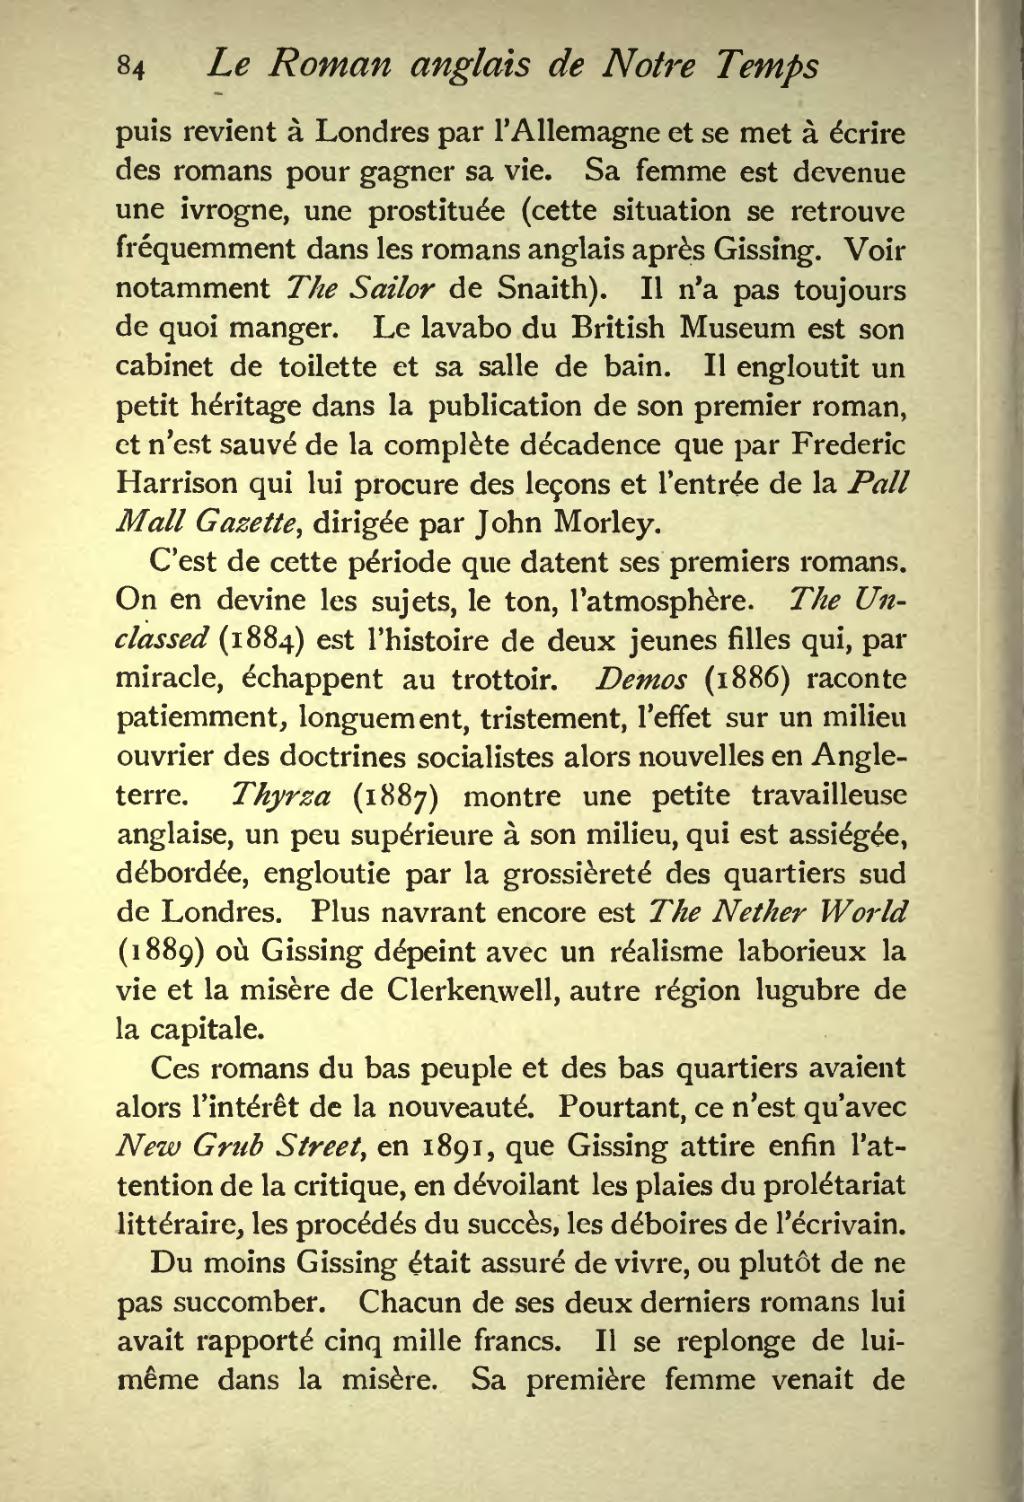 84 Le Roman anglais de Notre Temps
puis revient à Londres par l'Allemagne et se met à écrire
des romans pour gagner sa vie. Sa femme est devenue
une ivrogne, une prostituée (cette situation se retrouve
fréquemment dans les romans anglais après Gissing. Voir
notamment The Sailor de Snaith). Il n'a pas toujours
de quoi manger. Le lavabo du British Museum est son
cabinet de toilette et sa salle de bain. Il engloutit un
petit héritage dans la publication de son premier roman,
et n'est sauvé de la complète décadence que par Frederic
Harrison qui lui procure des leçons et l'entrée de la Pall
Mall Gazette, dirigée par John Morley.
C'est de cette période que datent ses premiers romans.
On en devine les sujets, le ton, l'atmosphère. The Un-
classed (1884) est l'histoire de deux jeunes filles qui, par
miracle, échappent au trottoir. Demos (1886) raconte
patiemment, longuement, tristement, l'effet sur un milieu
ouvrier des doctrines socialistes alors nouvelles en Angle-
terre. Thyrza (1887) montre une petite travailleuse
anglaise, un peu supérieure à son milieu, qui est assiégée,
débordée, engloutie par la grossièreté des quartiers sud
de Londres. Plus navrant encore est The Nether World
(1889) où Gissing dépeint avec un réalisme laborieux la
vie et la misère de Clerkenwell, autre région lugubre de
la capitale.
Ces romans du bas peuple et des bas quartiers avaient
alors l'intérêt de la nouveauté. Pourtant, ce n'est qu'avec
New Grub Street, en 1891, que Gissing attire enfin l'at-
tention de la critique, en dévoilant les plaies du prolétariat
littéraire, les procédés du succès, les déboires de l'écrivain.
Du moins Gissing était assuré de vivre, ou plutôt de ne
pas succomber. Chacun de ses deux derniers romans lui
avait rapporté cinq mille francs. Il se replonge de lui-
même dans la misère. Sa première femme venait de